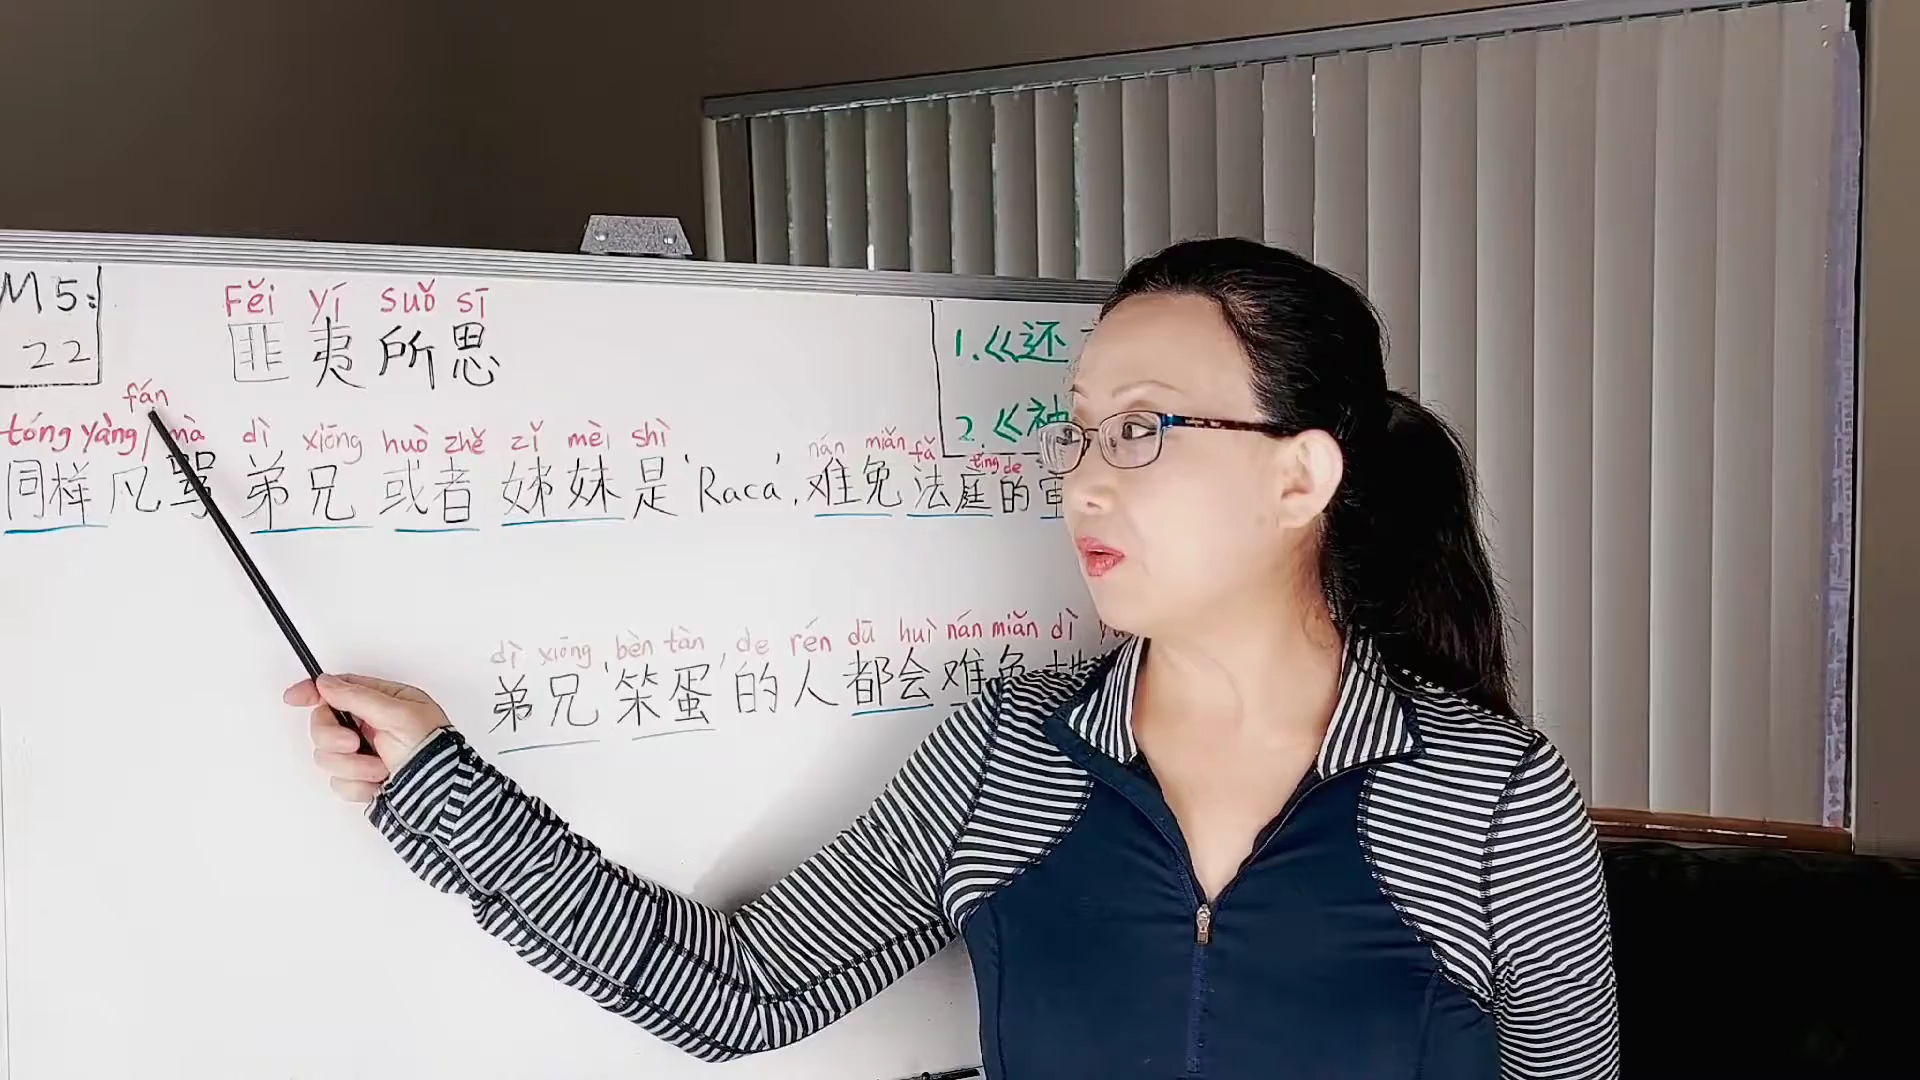 M5:
22
Fěi yí suǒ sī
匪夷所思
fán
tóng yàng mà dì xiōng huò zhě zǐ mèi shì nán miǎn fǎ tíng de
同样凡骂弟兄或者姊妹是'Raca',难免法庭的
dì xiōng bèn tàn de rén dū huì nán miǎn dì
弟兄'笨蛋'的人都会难免
1.《还
2.《神